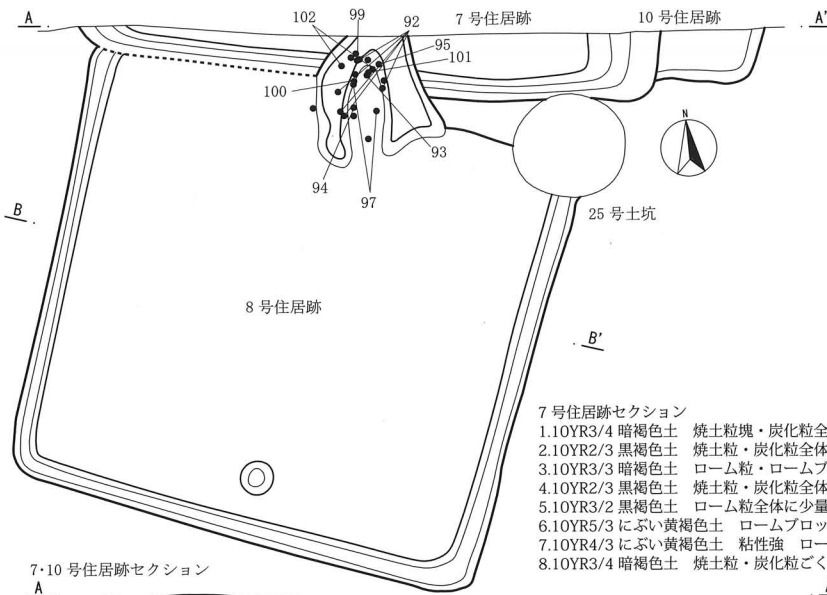 A 102 99 92 7号住居跡 10号住居跡 A'
95
101
100
N
93
94
97
B
25号土坑
8号住居跡
B'
7号住居跡セクション
1.10YR3/4 暗褐色土 焼土粒塊・炭化粒全
2.10YR2/3 黒褐色土 焼土粒・炭化粒全体
3.10YR3/3 暗褐色土 ローム粒・ロームブ
4.10YR2/3 黒褐色土 焼土粒・炭化粒全体
5.10YR3/2 黒褐色土 ローム粒全体に少量
6.10YR5/3 にぶい黄褐色土 ロームブロッ
7.10YR4/3 にぶい黄褐色土 粘性強 ロー
8.10YR3/4 暗褐色土 焼土粒・炭化粒ごく
7・10号住居跡セクション
A